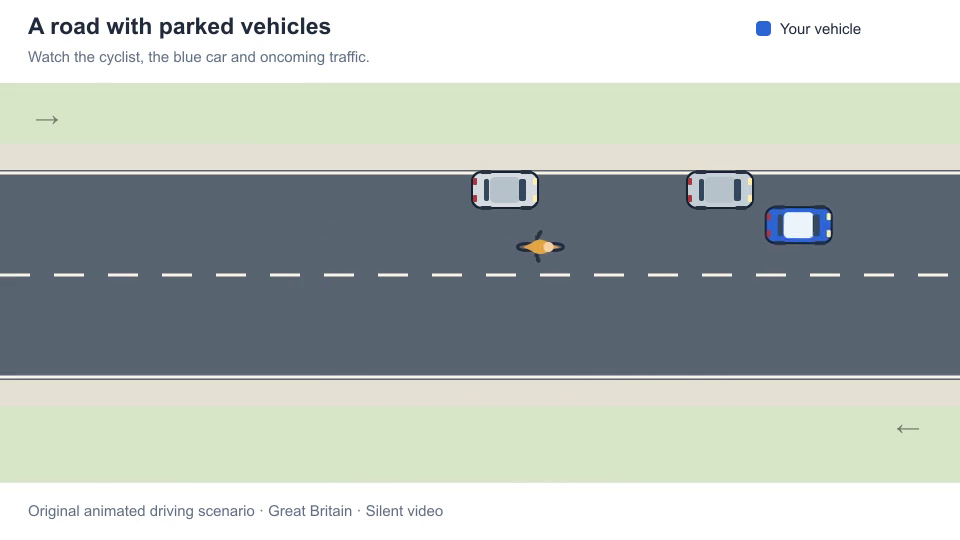 A road with parked vehicles
Your vehicle
Watch the cyclist, the blue car and oncoming traffic.
→
←
Original animated driving scenario · Great Britain · Silent video